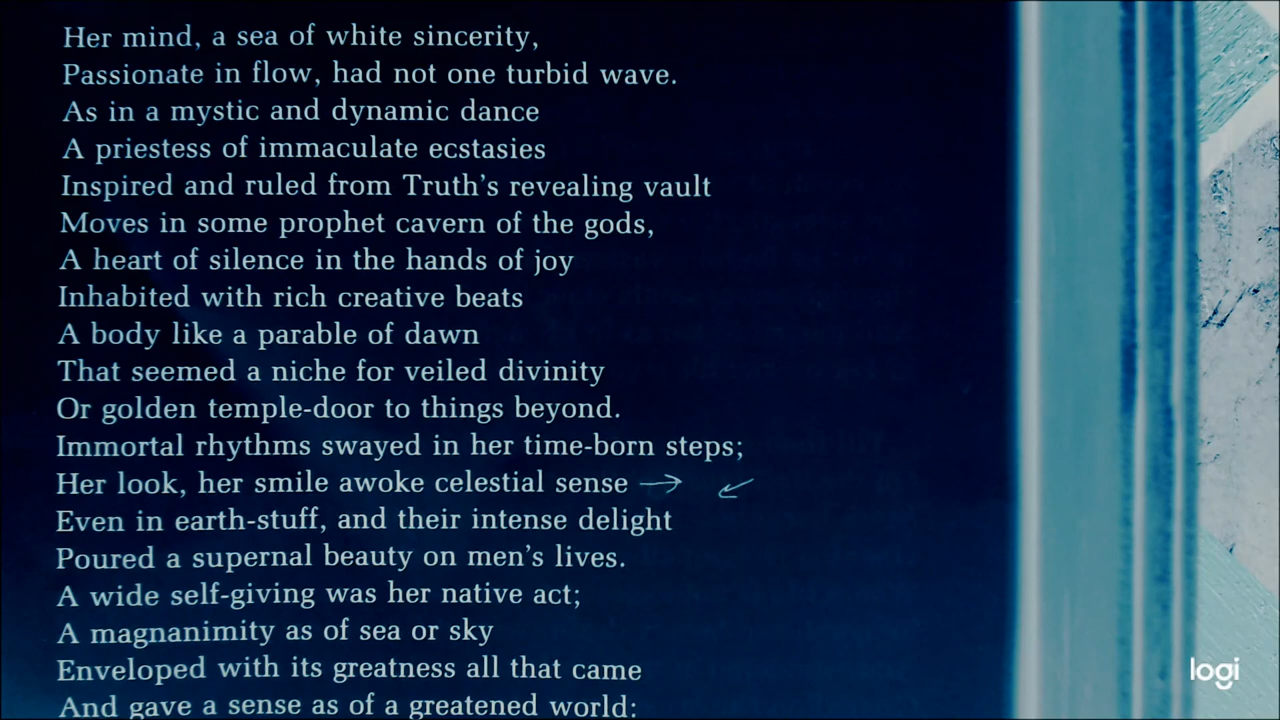 Her mind, a sea of white sincerity,
Passionate in flow, had not one turbid wave.
As in a mystic and dynamic dance
A priestess of immaculate ecstasies
Inspired and ruled from Truth's revealing vault
Moves in some prophet cavern of the gods,
A heart of silence in the hands of joy
Inhabited with rich creative beats
A body like a parable of dawn
That seemed a niche for veiled divinity
Or golden temple-door to things beyond.
Immortal rhythms swayed in her time-born steps;
Her look, her smile awoke celestial sense → ↙
Even in earth-stuff, and their intense delight
Poured a supernal beauty on men's lives.
A wide self-giving was her native act;
A magnanimity as of sea or sky
Enveloped with its greatness all that came
And gave a sense as of a greatened world:
logi